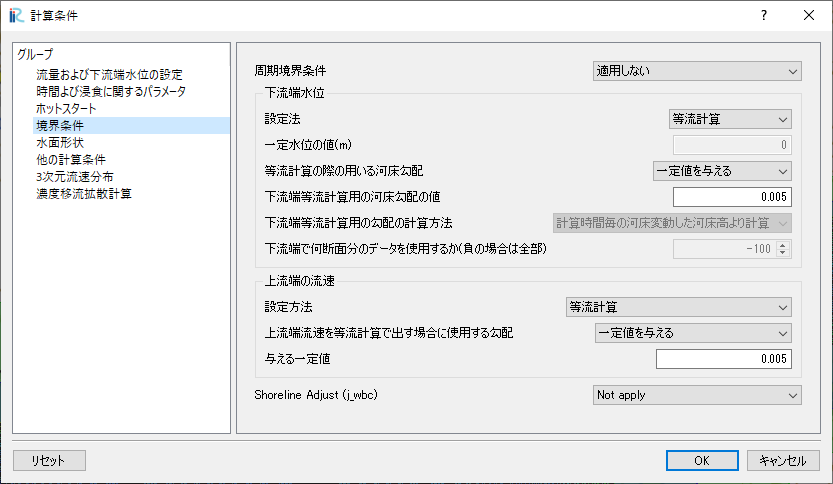 計算条件
グループ
流量および下流端水位の設定
時間および浸食に関するパラメータ
ホットスタート
境界条件
水面形状
他の計算条件
3次元流速分布
濃度移流拡散計算
周期境界条件
適用しない
下流端水位
設定法
等流計算
一定水位の値(m)
0
等流計算の際の用いる河床勾配
一定値を与える
下流端等流計算用の河床勾配の値
0.005
下流端等流計算用の勾配の計算方法
計算時間毎の河床変動した河床高より計算
下流端で何断面分のデータを使用するか(負の場合は全部)
-100
上流端の流速
設定方法
等流計算
上流端流速を等流計算で出す場合に使用する勾配
一定値を与える
与える一定値
0.005
Shoreline Adjust (j_wbc)
Not apply
リセット
OK
キャンセル